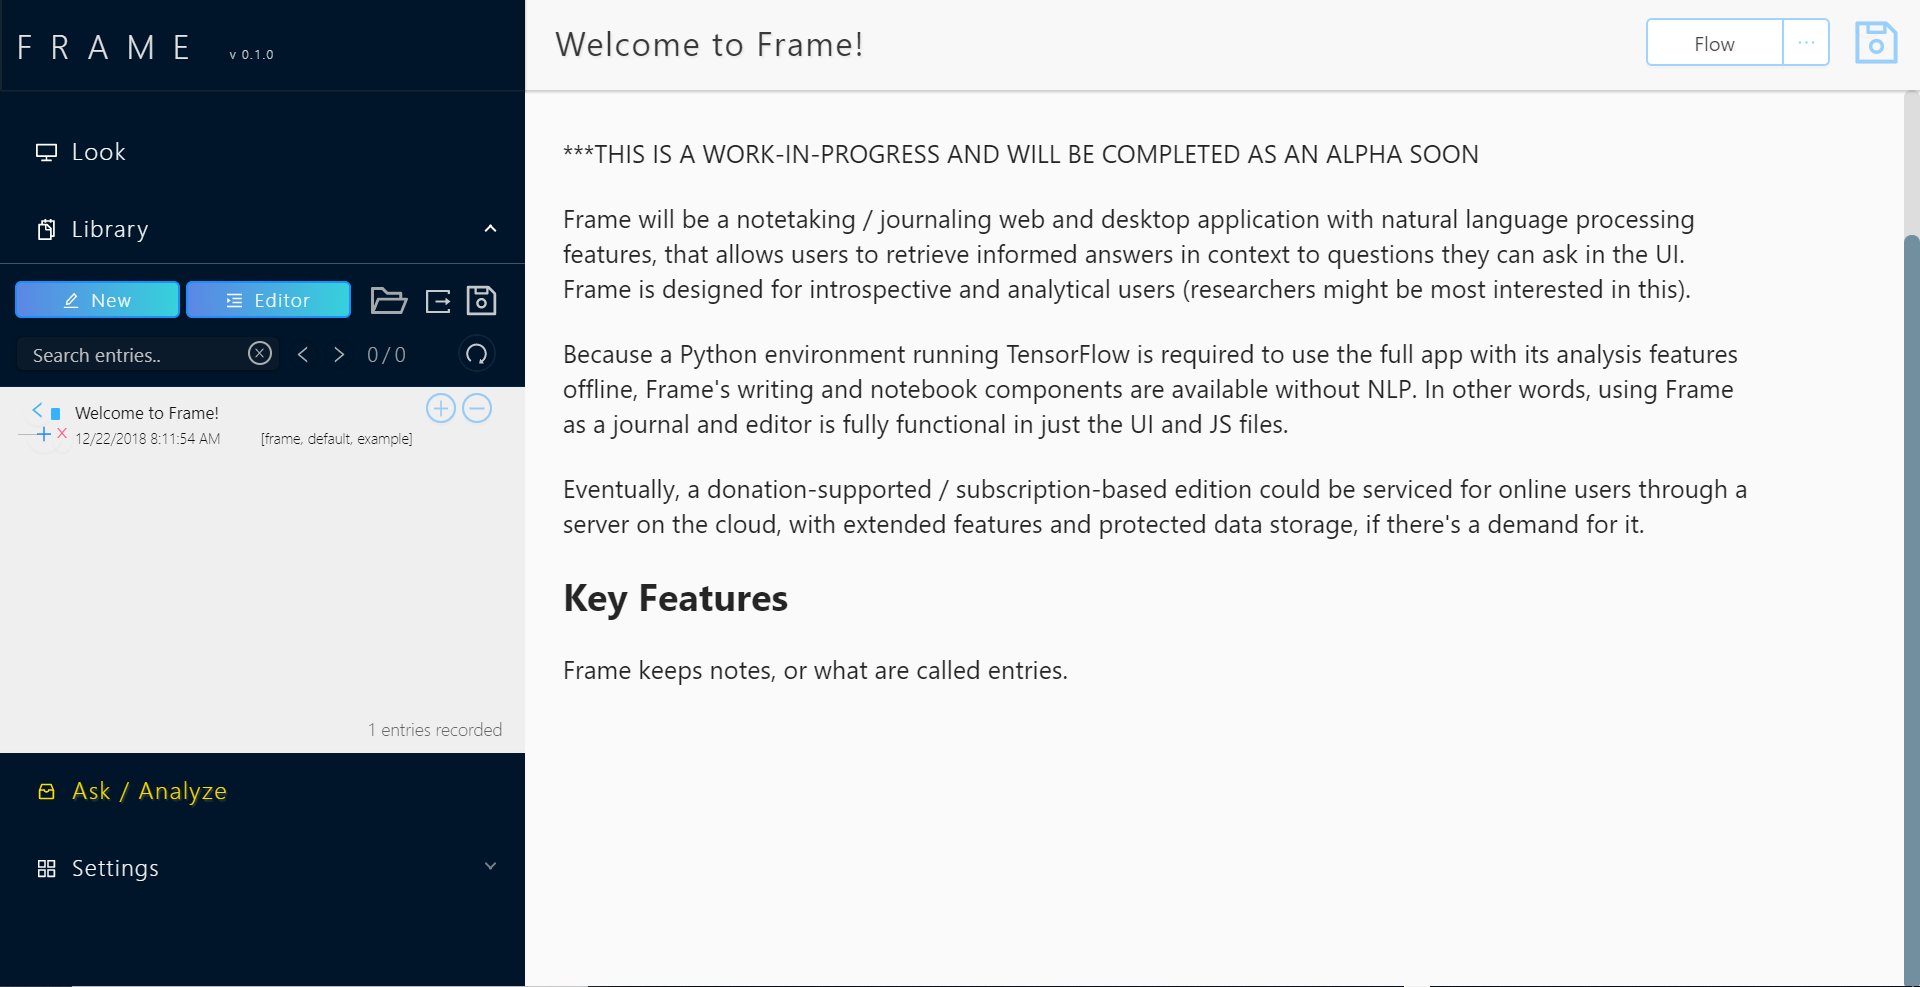 FRAME v 0.1.0
Welcome to Frame!
Flow
Look
Library
New
Editor
Search entries..
0 / 0
Welcome to Frame!
12/22/2018 8:11:54 AM [frame, default, example]
1 entries recorded
Ask / Analyze
Settings
***THIS IS A WORK-IN-PROGRESS AND WILL BE COMPLETED AS AN ALPHA SOON
Frame will be a notetaking / journaling web and desktop application with natural language processing
features, that allows users to retrieve informed answers in context to questions they can ask in the UI.
Frame is designed for introspective and analytical users (researchers might be most interested in this).
Because a Python environment running TensorFlow is required to use the full app with its analysis features
offline, Frame's writing and notebook components are available without NLP. In other words, using Frame
as a journal and editor is fully functional in just the UI and JS files.
Eventually, a donation-supported / subscription-based edition could be serviced for online users through a
server on the cloud, with extended features and protected data storage, if there's a demand for it.
Key Features
Frame keeps notes, or what are called entries.